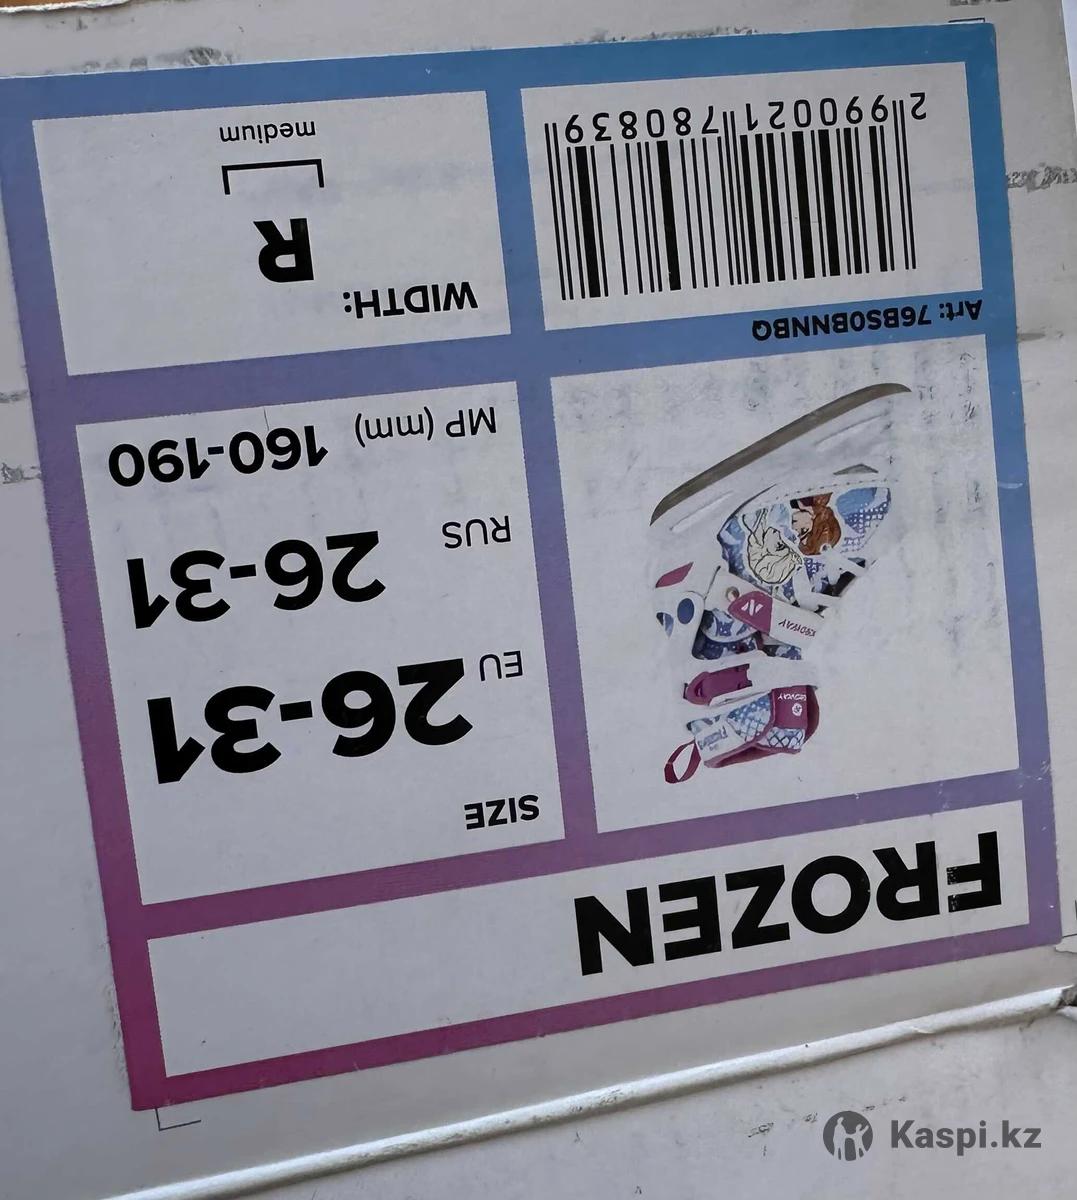 FROZEN
SIZE
EU 26-31
RUS 26-31
MP (mm) 160-190
WIDTH:
R
medium
Art: 76BS0BNNBQ
2 990021 780839
Kaspi.kz